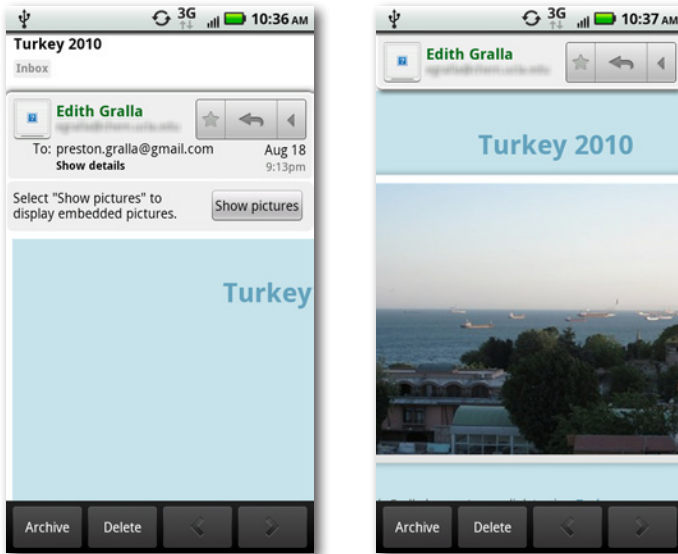 3G
10:36 AM
Turkey 2010
Inbox
Edith Gralla
To: preston.gralla@gmail.com
Aug 18
Show details
9:13pm
Select "Show pictures" to
display embedded pictures.
Show pictures
Turkey
Archive
Delete
3G
10:37 AM
Edith Gralla
Turkey 2010
Archive
Delete